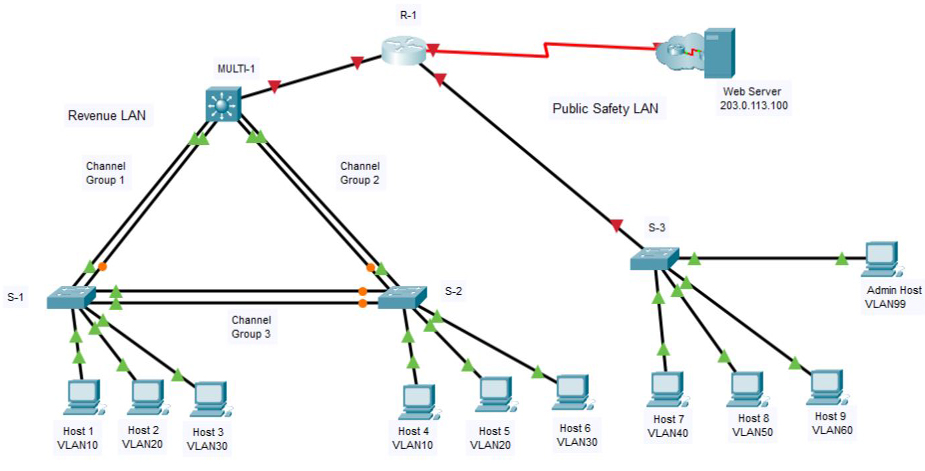 R-1
MULTI-1
Revenue LAN
Public Safety LAN
Web Server
203.0.113.100
Channel
Group 1
Channel
Group 2
S-3
S-1
S-2
Admin Host
VLAN99
Channel
Group 3
Host 1
VLAN10
Host 2
VLAN20
Host 3
VLAN30
Host 4
VLAN10
Host 5
VLAN20
Host 6
VLAN30
Host 7
VLAN40
Host 8
VLAN50
Host 9
VLAN60